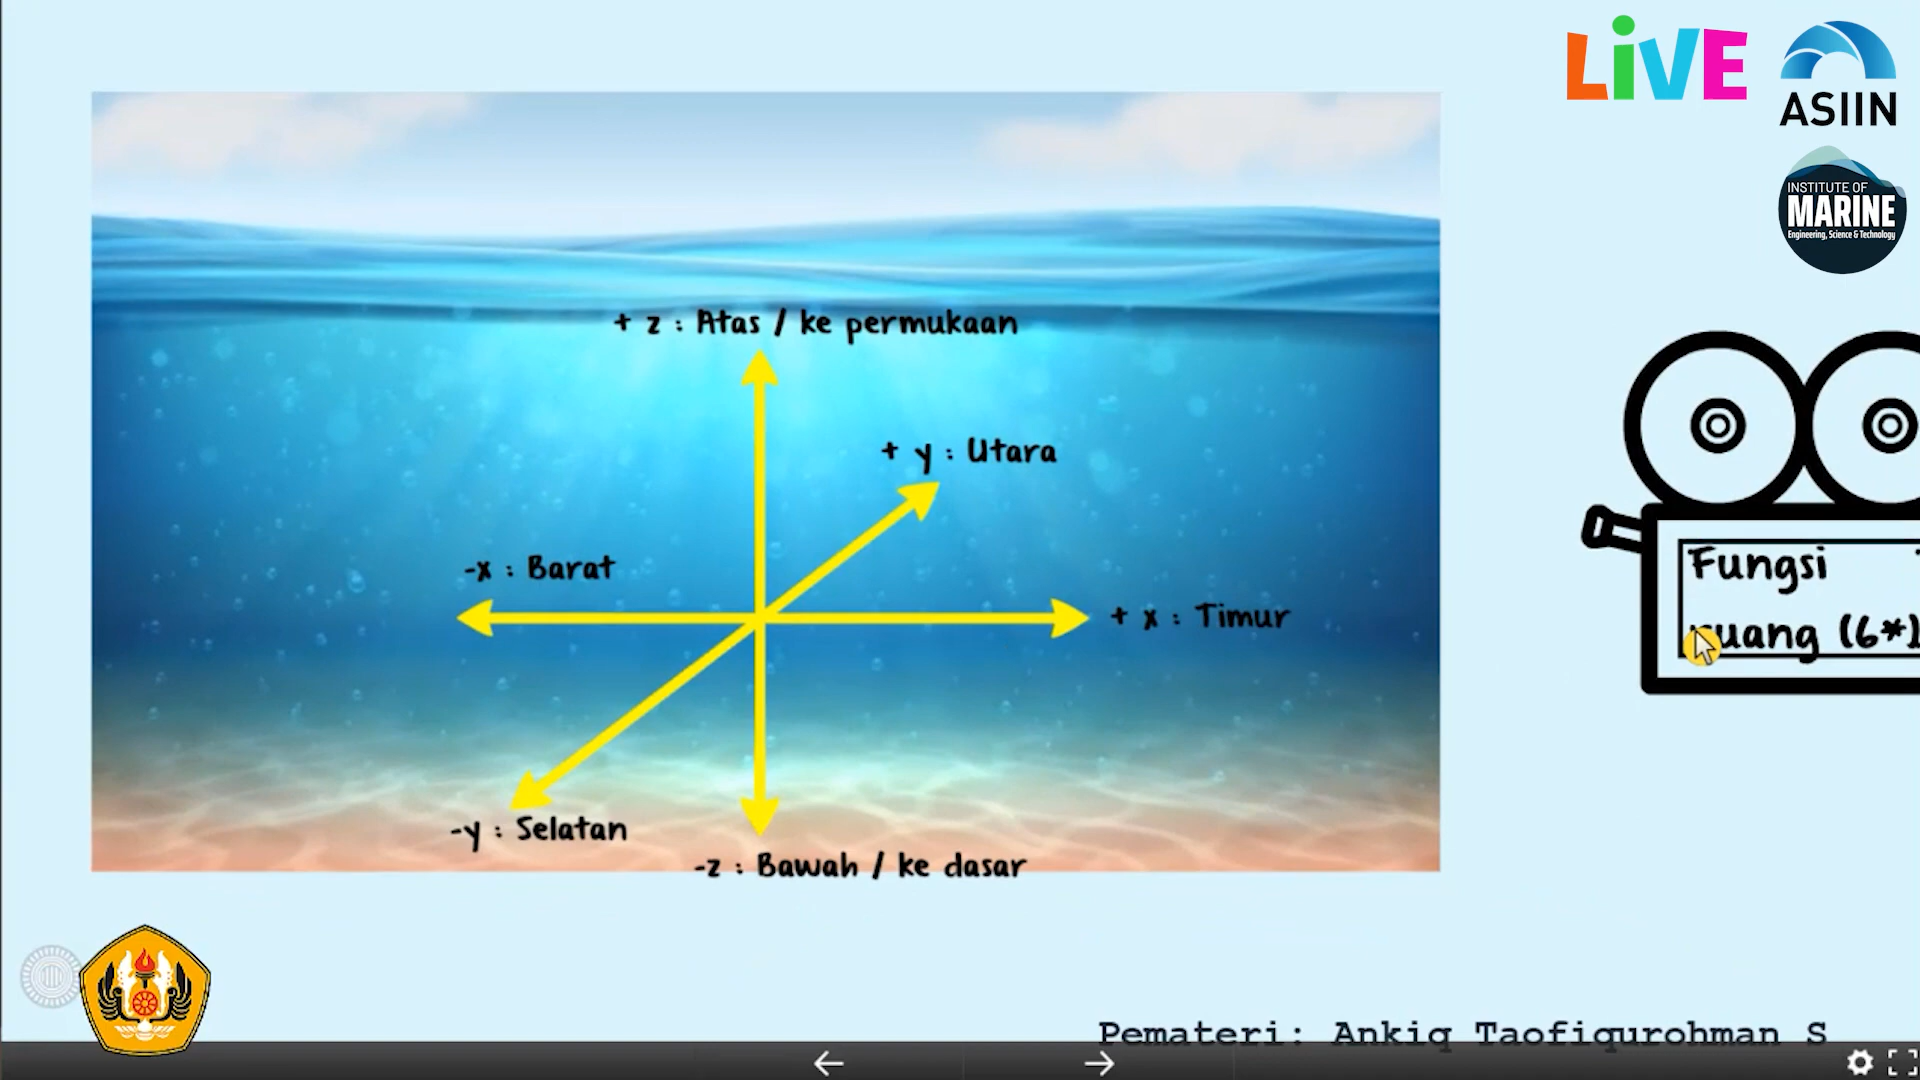 LiVE
ASIIN
INSTITUTE OF
MARINE
Engineering, Science & Technology
+ z : Atas / ke permukaan
+ y : Utara
-x : Barat
+ x : Timur
-y : Selatan
-z : Bawah / ke dasar
Fungsi
ruang (6*)
Pemateri: Ankiq Taofiqurohman S